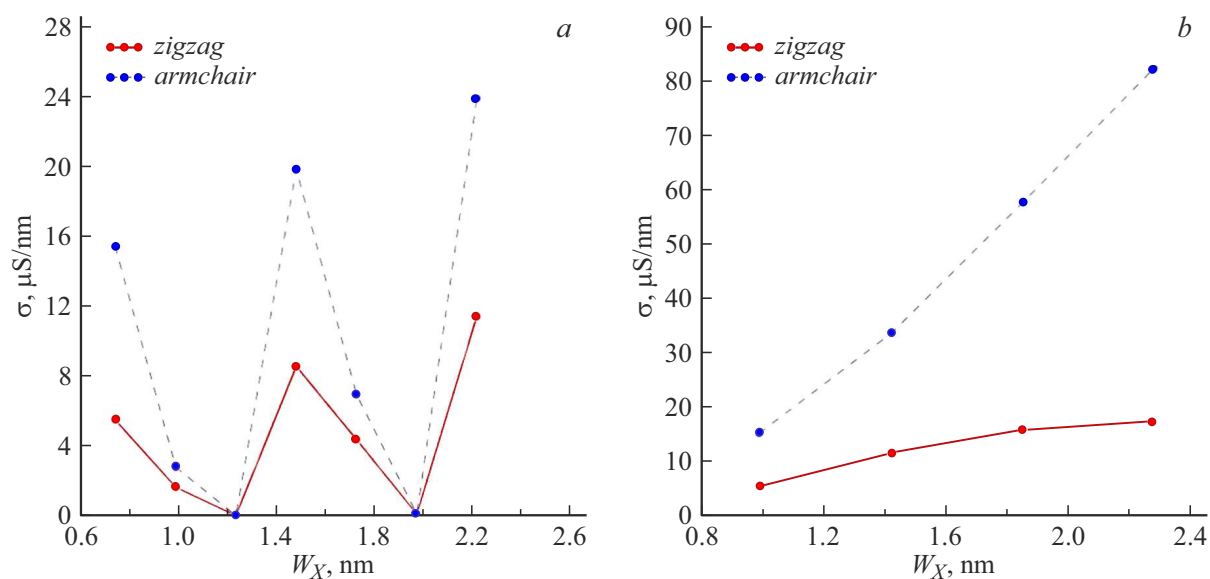 a
zigzag
armchair
28
24
20
16
12
8
4
0
σ, μS/nm
0.6 1.0 1.4 1.8 2.2 2.6
W_X, nm
b
zigzag
armchair
90
80
70
60
50
40
30
20
10
0
σ, μS/nm
0.8 1.2 1.6 2.0 2.4
W_X, nm